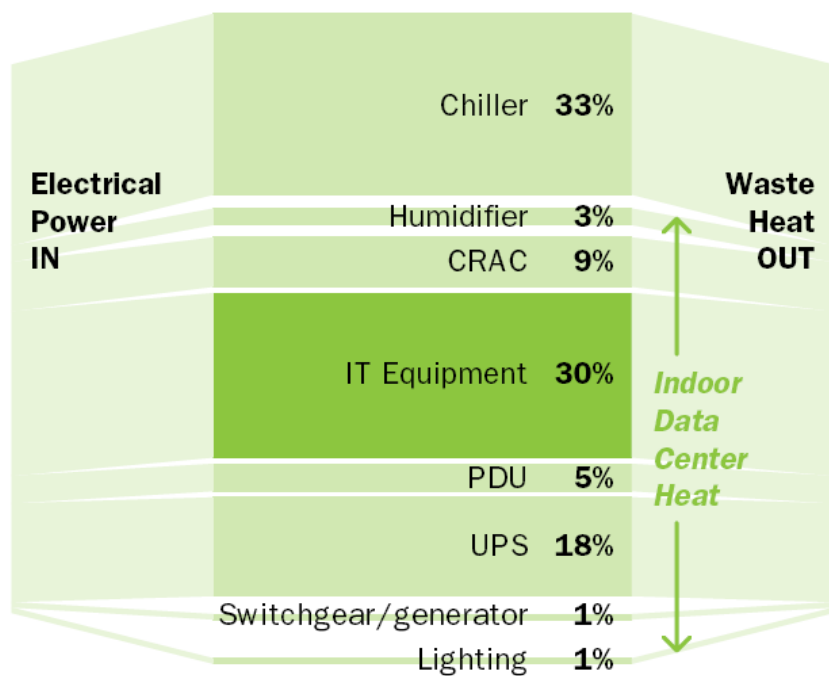 Chiller 33%
Electrical
Power
IN
Waste
Heat
OUT
Humidifier 3%
CRAC 9%
IT Equipment 30%
Indoor
Data
Center
Heat
PDU 5%
UPS 18%
Switchgear/generator 1%
Lighting 1%